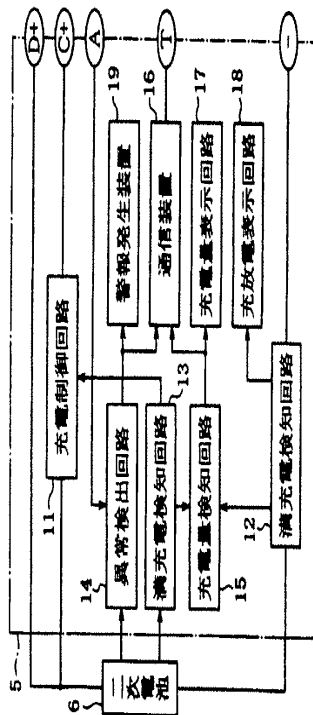 5
D+
C+
A
T
-
6
二次電池
11
充電制御回路
14
異常検出回路
13
満充電検知回路
15
充電量検知回路
12
満充電検知回路
19
警報発生装置
16
通信装置
17
充電量表示回路
18
充放電表示回路